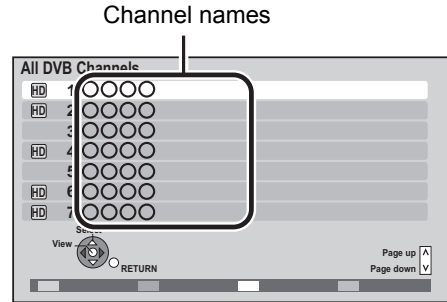 Channel names
All DVB Channels
HD 1 ○○○○
HD 2 ○○○○
3 ○○○○
HD 4 ○○○○
5 ○○○○
HD 6 ○○○○
HD 7 ○○○○
Select
View
RETURN
Page up ∧
Page down ∨